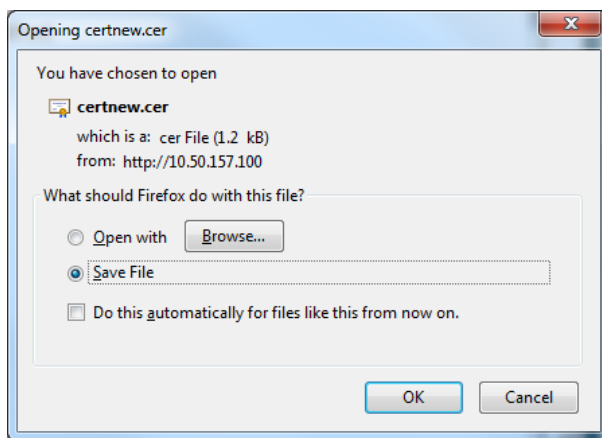 Opening certnew.cer
You have chosen to open
certnew.cer
which is a: cer File (1.2 kB)
from: http://10.50.157.100
What should Firefox do with this file?
Open with Browse...
Save File
Do this automatically for files like this from now on.
OK Cancel